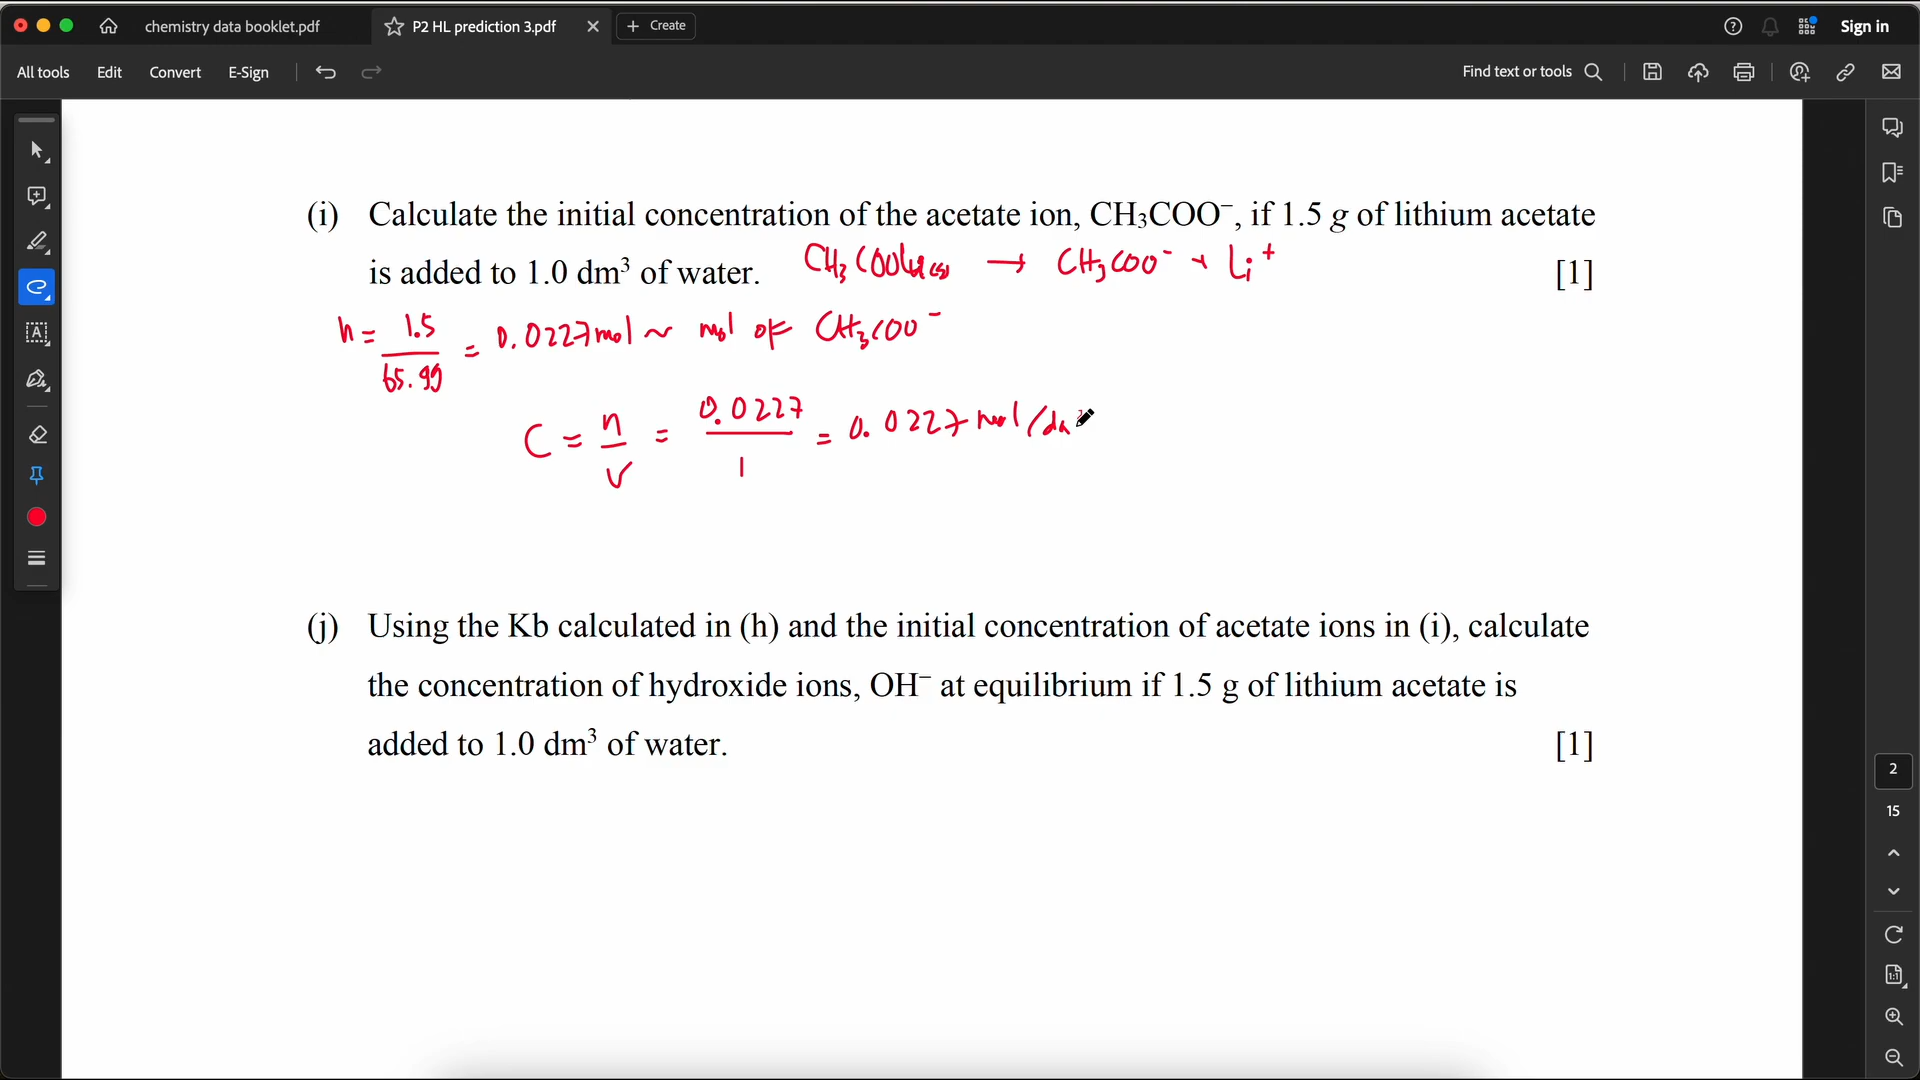 chemistry data booklet.pdf
P2 HL prediction 3.pdf
Create
Sign in
All tools
Edit
Convert
E-Sign
Find text or tools
(i) Calculate the initial concentration of the acetate ion, CH₃COO⁻, if 1.5 g of lithium acetate
is added to 1.0 dm³ of water. [1]
→ CH₃COO⁻ + Li⁺
n = 1.5 / 65.99 = 0.0227 mol ~ mol of CH₃COO⁻
C = n / V = 0.0227 / 1 = 0.0227 mol/dm
(j) Using the Kb calculated in (h) and the initial concentration of acetate ions in (i), calculate
the concentration of hydroxide ions, OH⁻ at equilibrium if 1.5 g of lithium acetate is
added to 1.0 dm³ of water. [1]
2
15
1:1